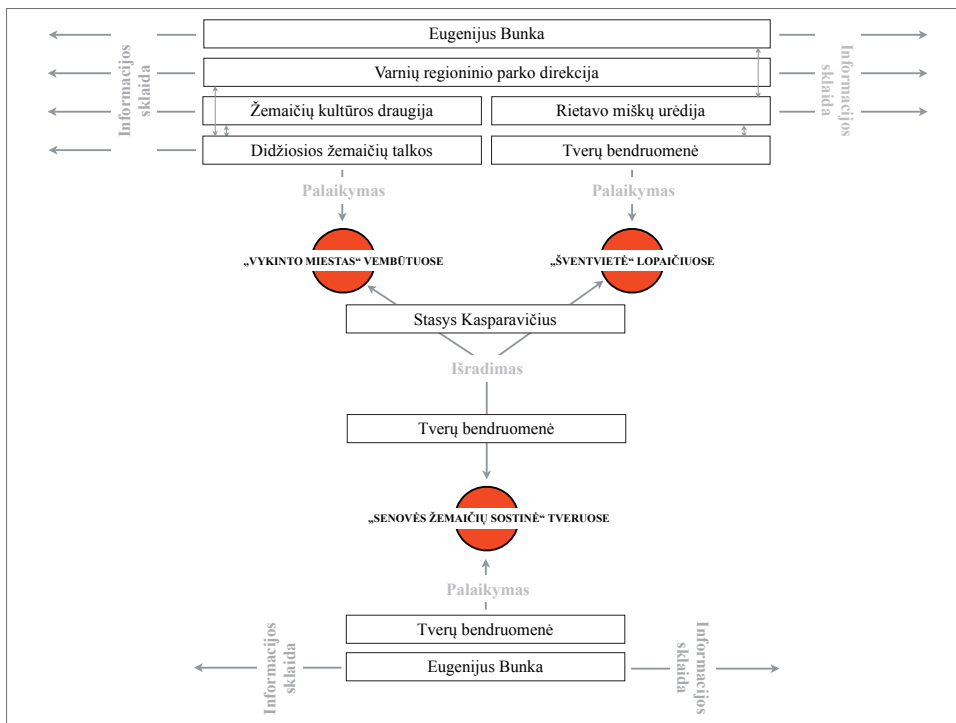 Eugenijus Bunka
Informacijos
sklaida
Varnių regioninio parko direkcija
Informacijos
sklaida
Žemaičių kultūros draugija
Rietavo miškų urėdija
Didžiosios žemaičių talkos
Tverų bendruomenė
Palaikymas
Palaikymas
„VYKINTO MIESTAS“ VEMBŪTUOSE
„ŠVENTVIETĖ“ LOPAIČIUOSE
Stasys Kasparavičius
Išradimas
Tverų bendruomenė
„SENOVĖS ŽEMAIČIŲ SOSTINĖ“ TVERUOSE
Palaikymas
Tverų bendruomenė
Informacijos
sklaida
Eugenijus Bunka
Informacijos
sklaida